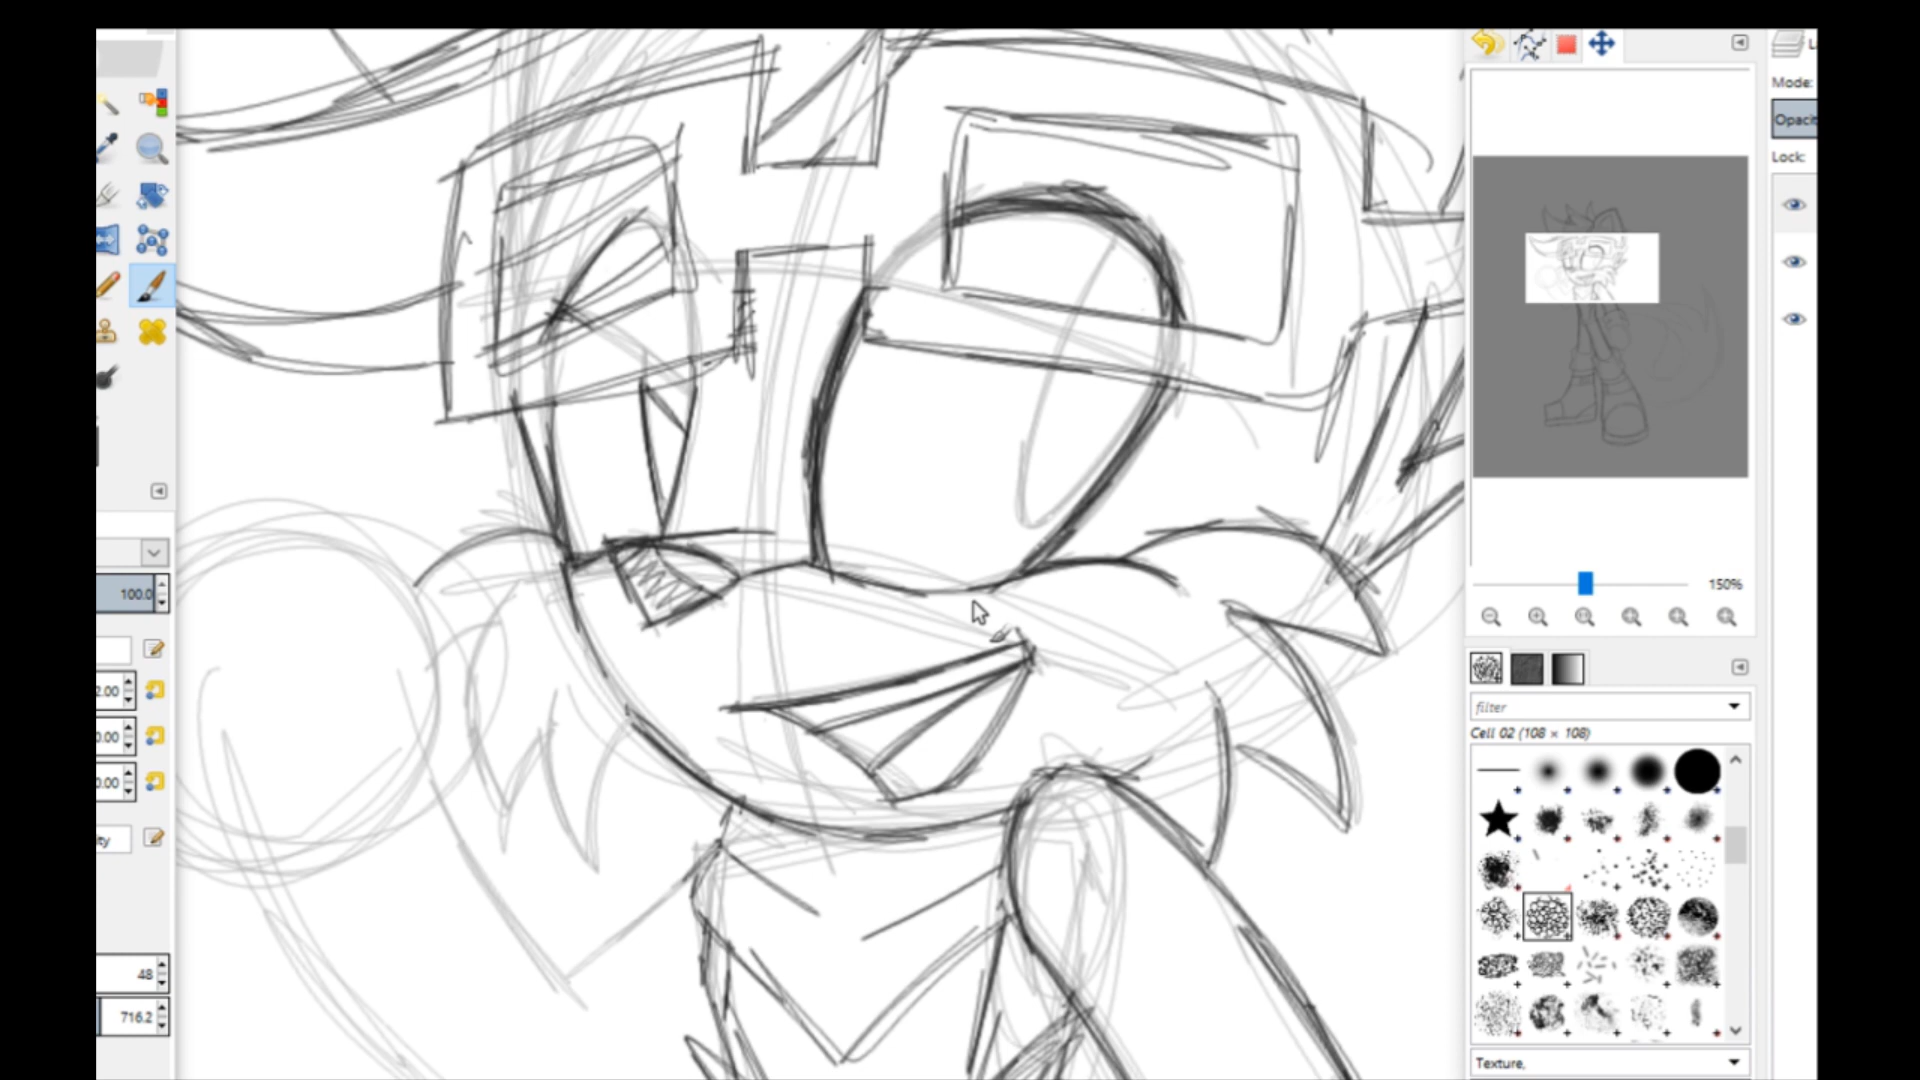 L
Mode:
Opacit
Lock:
100.0
150%
2.00
filter
0.00
Cell 02 (108 × 108)
0.00
ty
48
716.2
Texture,